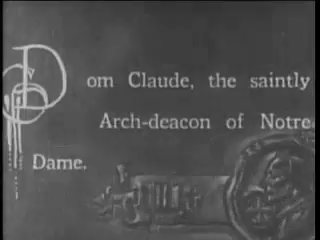 Dom Claude, the saintly
Arch-deacon of Notre
Dame.